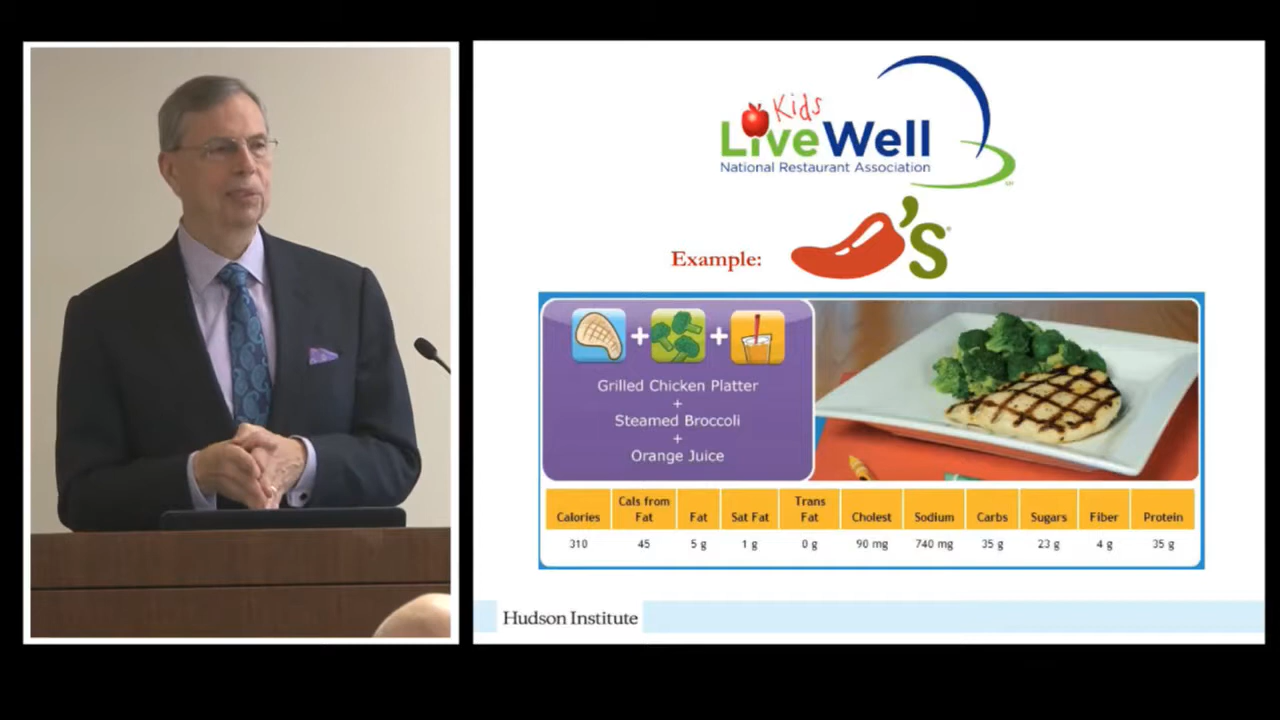 Kids
LiveWell
National Restaurant Association
SM
Example:
's
Grilled Chicken Platter
+
Steamed Broccoli
+
Orange Juice
Calories Cals from Fat Fat Sat Fat Trans Fat Cholest Sodium Carbs Sugars Fiber Protein
310 45 5 g 1 g 0 g 90 mg 740 mg 35 g 23 g 4 g 35 g
Hudson Institute